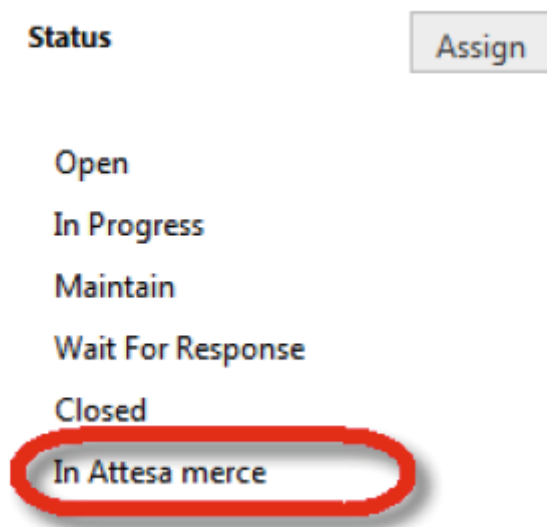 Status
Assign
Open
In Progress
Maintain
Wait For Response
Closed
In Attesa merce